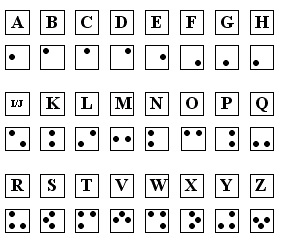 A B C D E F G H
I/J K L M N O P Q
R S T V W X Y Z